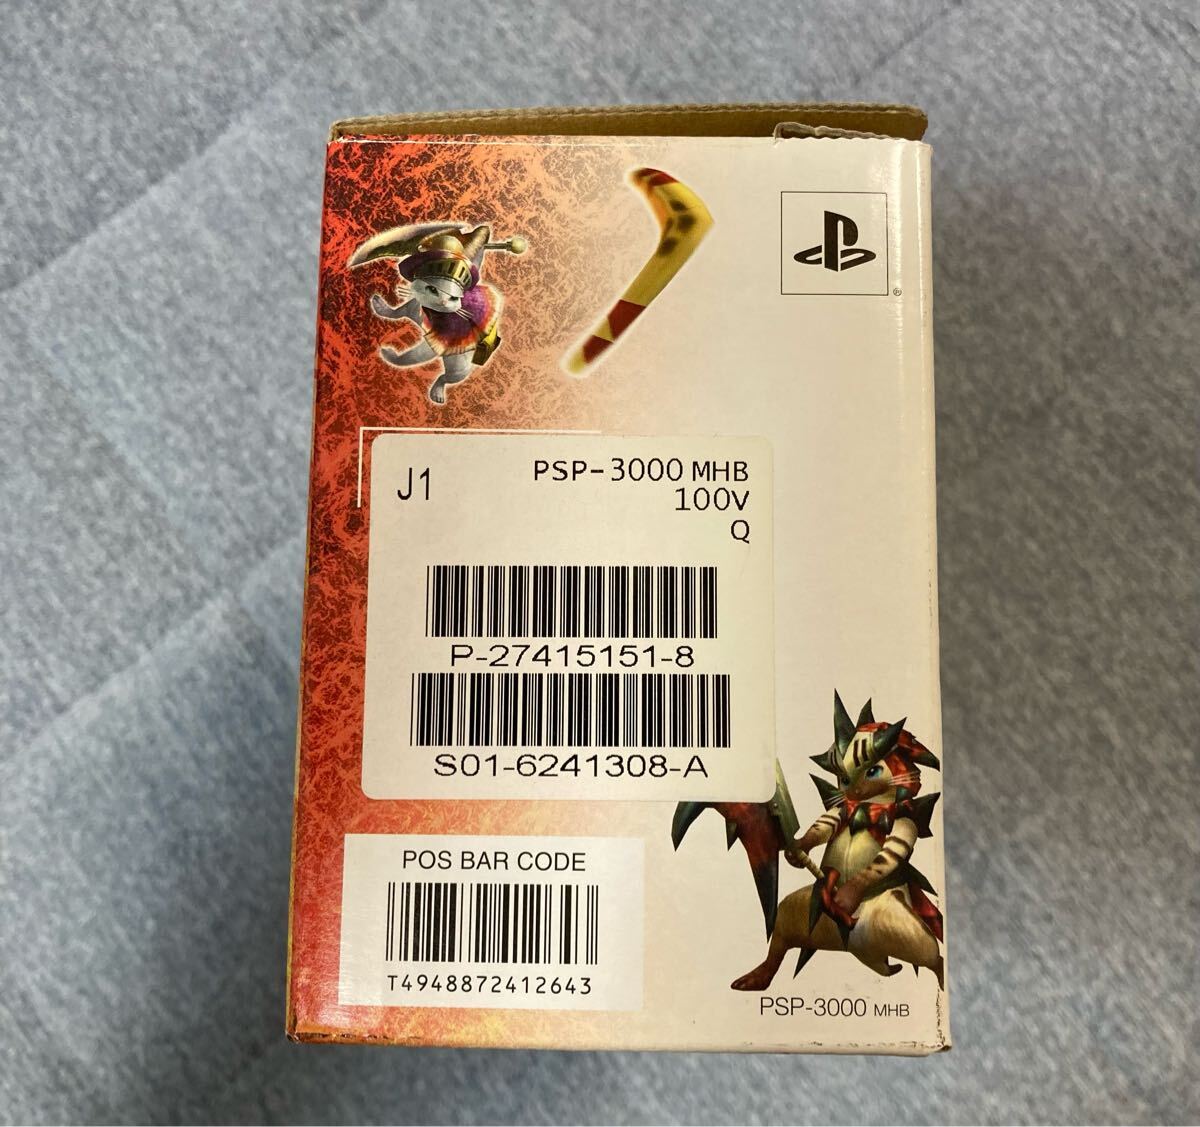 ®
J1
PSP-3000 MHB
100V
Q
P-27415151-8
S01-6241308-A
POS BAR CODE
T4948872412643
PSP-3000 MHB